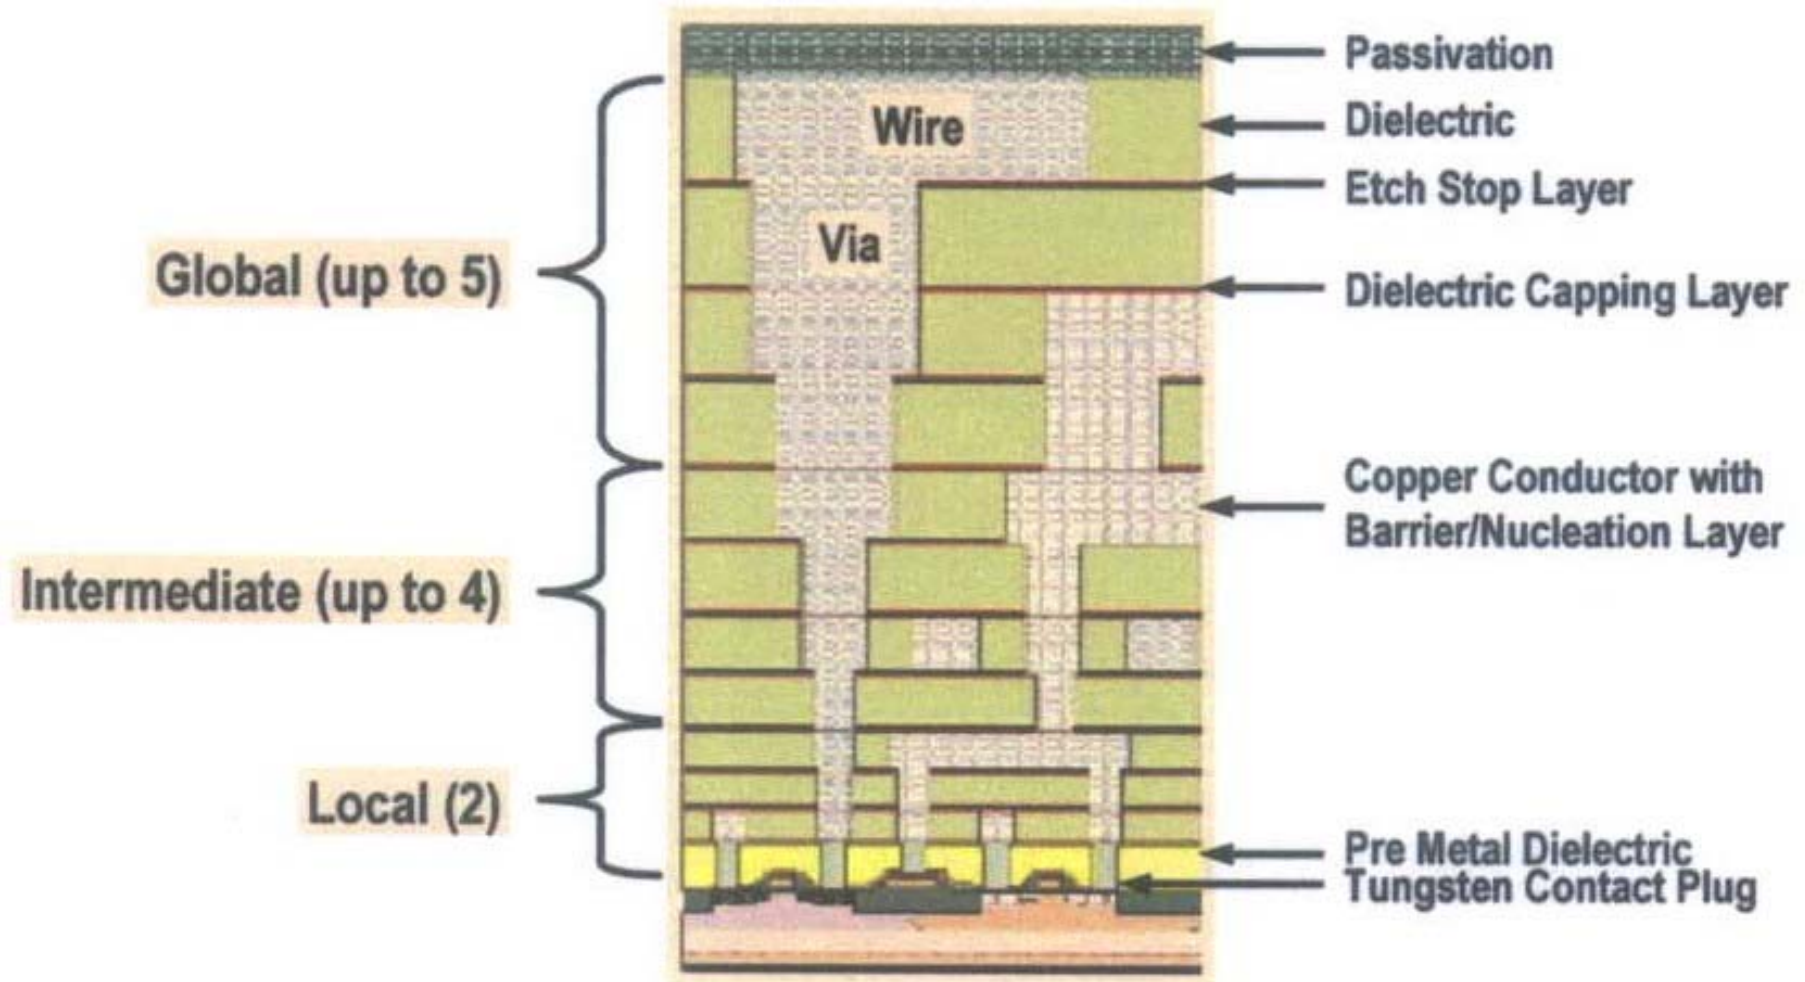 Passivation
Wire
Dielectric
Etch Stop Layer
Via
Global (up to 5)
Dielectric Capping Layer
Copper Conductor with
Barrier/Nucleation Layer
Intermediate (up to 4)
Local (2)
Pre Metal Dielectric
Tungsten Contact Plug